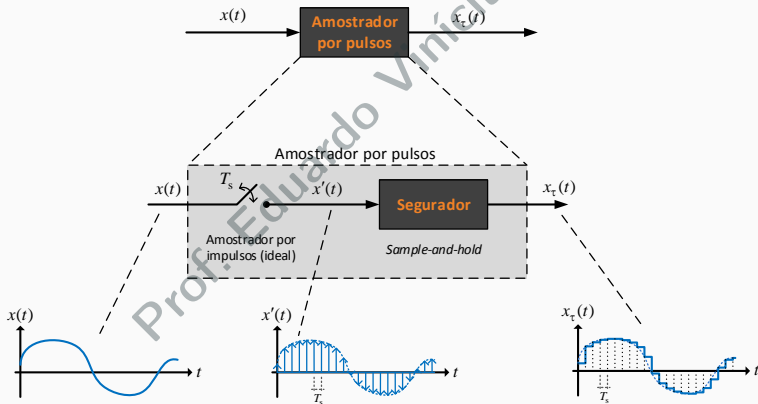 x(t)
Amostrador
por pulsos
xτ(t)
Prof. Eduardo
Amostrador por pulsos
x(t)
Ts
x'(t)
Segurador
xτ(t)
Amostrador por
impulsos (ideal)
Sample-and-hold
x(t)
t
x'(t)
t
Ts
xτ(t)
t
Ts